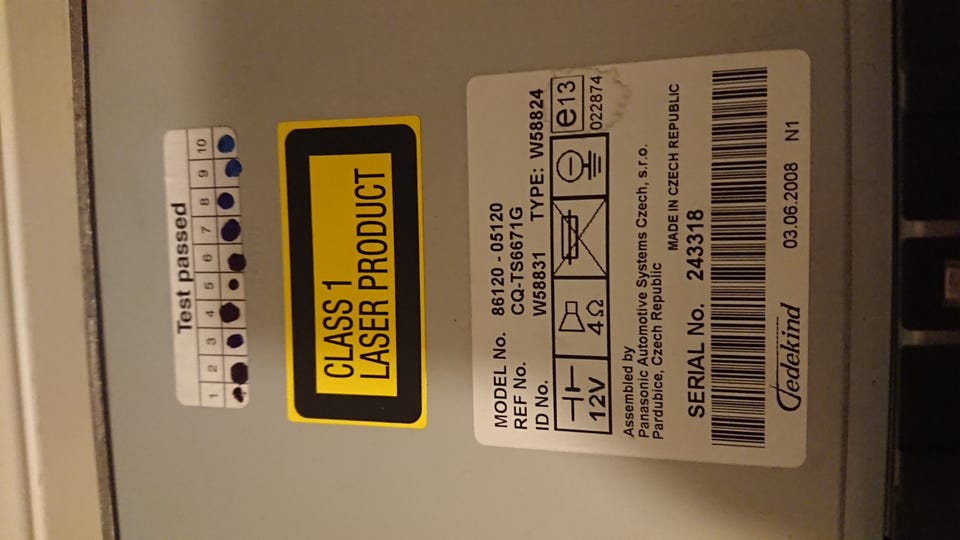 Test passed
1 2 3 4 5 6 7 8 9 10
CLASS 1
LASER PRODUCT
MODEL No. 86120 - 05120
REF No. CQ-TS6671G
ID No. W58831 TYPE: W58824
12V 4Ω e13
022874
Assembled by
Panasonic Automotive Systems Czech, s.r.o.
Pardubice, Czech Republic
MADE IN CZECH REPUBLIC
SERIAL No. 243318
Tedekind 03.06.2008 N1